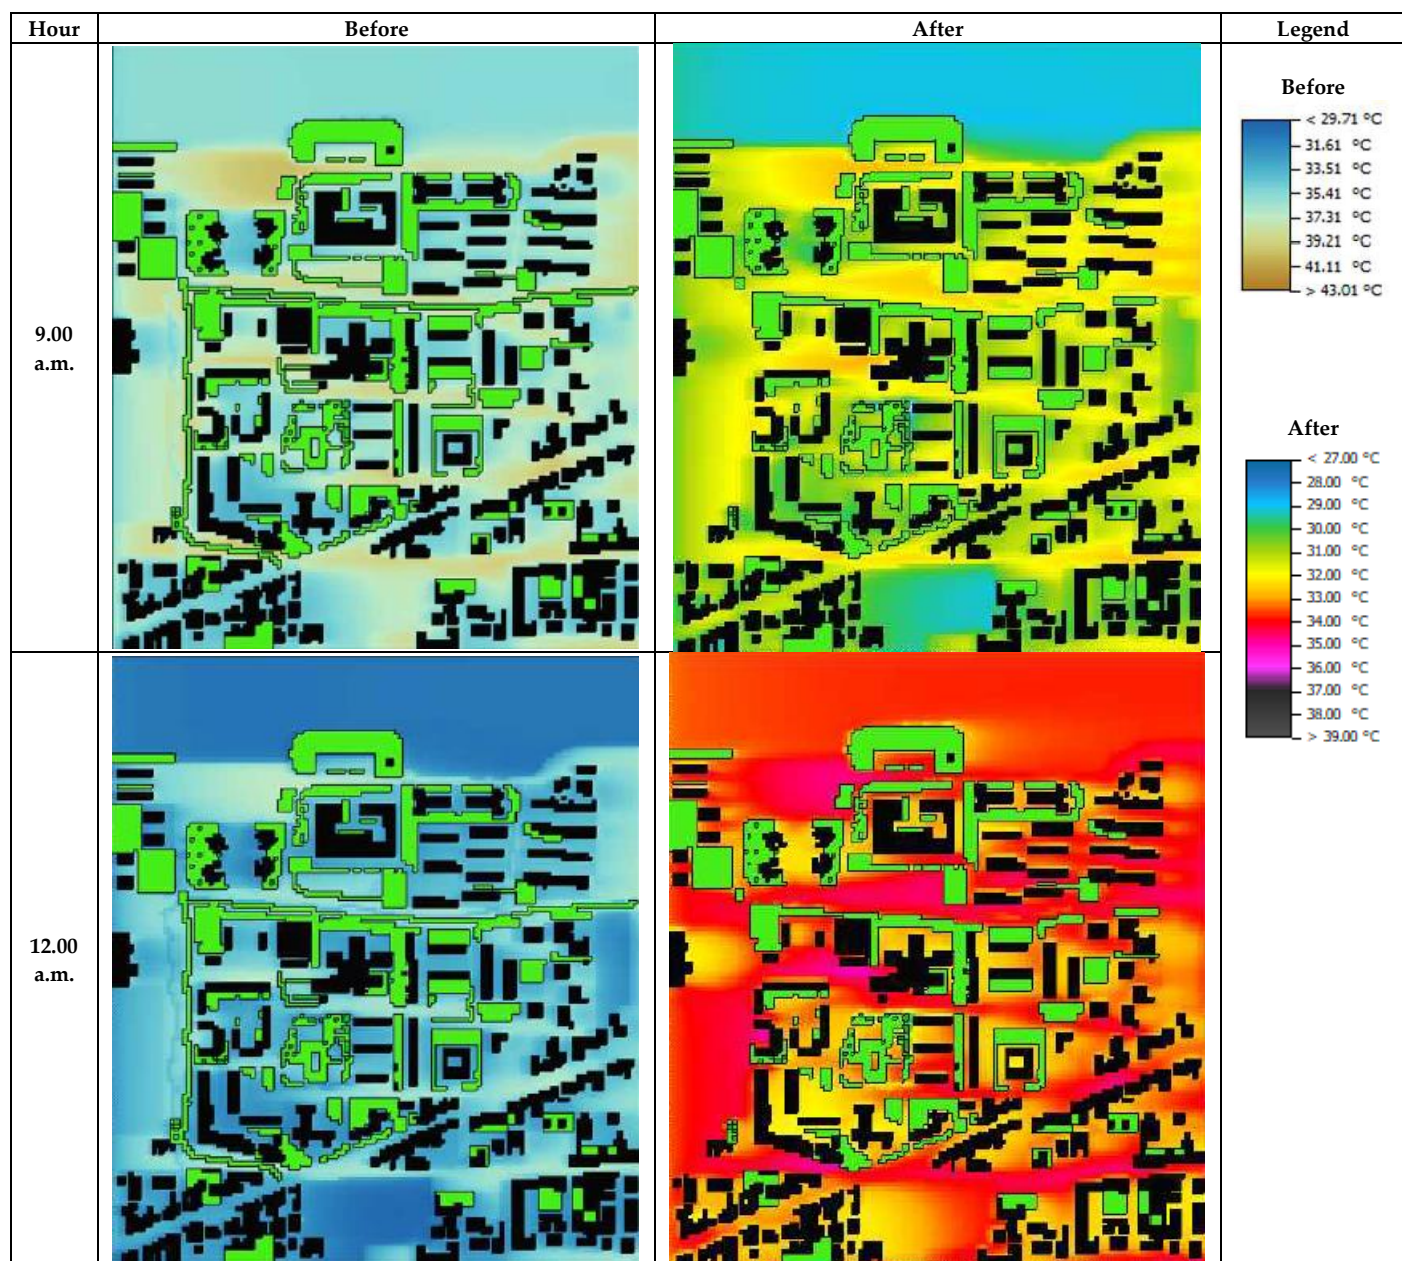 Hour Before After Legend
9.00
a.m.
12.00
a.m.
Before
< 29.71 °C
31.61 °C
33.51 °C
35.41 °C
37.31 °C
39.21 °C
41.11 °C
> 43.01 °C
After
< 27.00 °C
28.00 °C
29.00 °C
30.00 °C
31.00 °C
32.00 °C
33.00 °C
34.00 °C
35.00 °C
36.00 °C
37.00 °C
38.00 °C
> 39.00 °C